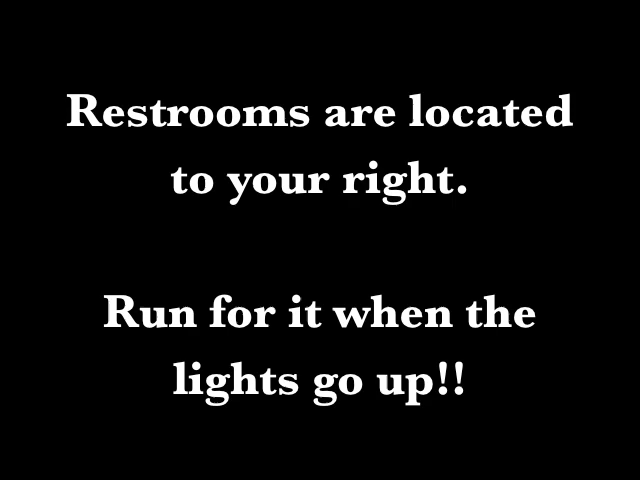 Restrooms are located
to your right.
Run for it when the
lights go up!!